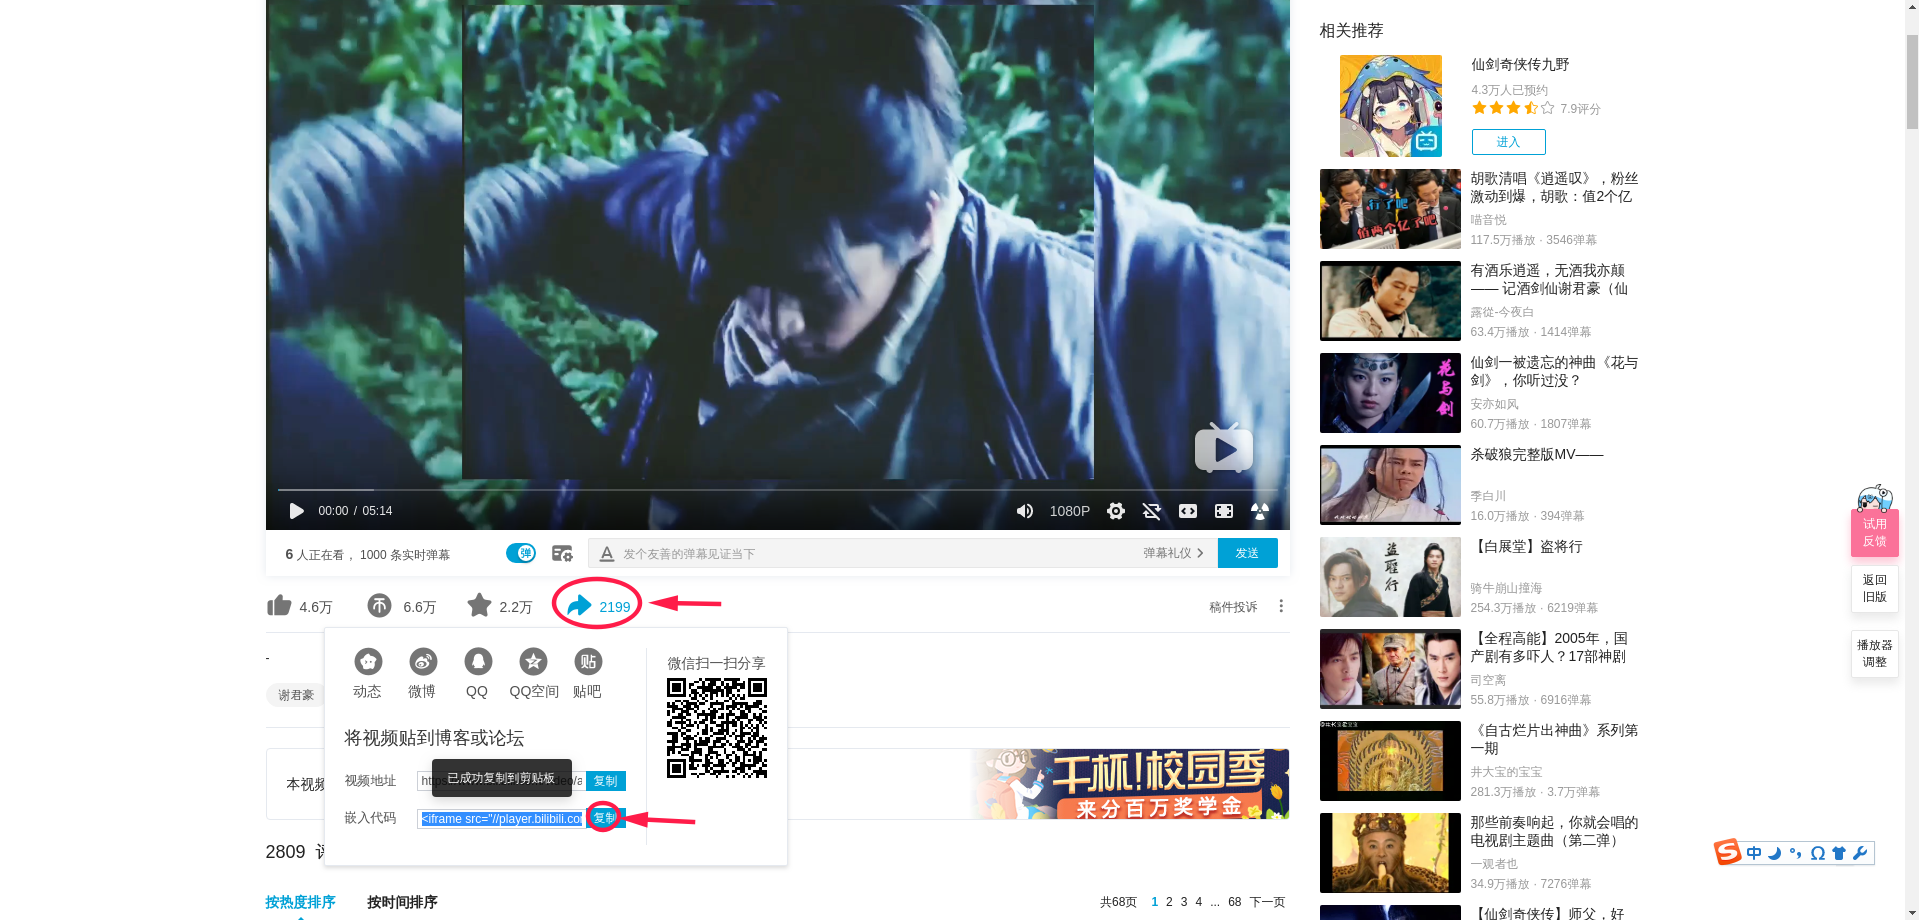 00:00 / 05:14
1080P
6 人正在看， 1000 条实时弹幕
弹
发个友善的弹幕见证当下
弹幕礼仪
发送
4.6万
6.6万
2.2万
2199
稿件投诉
-
谢君豪
动态
微博
QQ
QQ空间
贴
贴吧
微信扫一扫分享
将视频贴到博客或论坛
视频地址
复制
已成功复制到剪贴板
嵌入代码
<iframe src="//player.bilibili.co
复制
本视频
干杯!校园季
来分百万奖学金
2809
按热度排序
按时间排序
共68页 1 2 3 4 ... 68 下一页
相关推荐
仙剑奇侠传九野
4.3万人已预约
7.9评分
进入
行了吧
值两个亿了吧
胡歌清唱《逍遥叹》，粉丝
激动到爆，胡歌：值2个亿
喵音悦
117.5万播放 · 3546弹幕
有酒乐逍遥，无酒我亦颠
—— 记酒剑仙谢君豪（仙
露從-今夜白
63.4万播放 · 1414弹幕
花与剑
仙剑一被遗忘的神曲《花与
剑》，你听过没？
安亦如风
60.7万播放 · 1807弹幕
杀破狼完整版MV——
季白川
16.0万播放 · 394弹幕
盗将行
【白展堂】盗将行
骑牛崩山撞海
254.3万播放 · 6219弹幕
【全程高能】2005年，国
产剧有多吓人？17部神剧
司空离
55.8万播放 · 6916弹幕
《自古烂片出神曲》系列第
一期
井大宝的宝宝
281.3万播放 · 3.7万弹幕
那些前奏响起，你就会唱的
电视剧主题曲（第二弹）
一观者也
34.9万播放 · 7276弹幕
【仙剑奇侠传】师父，好
试用
反馈
返回
旧版
播放器
调整
中